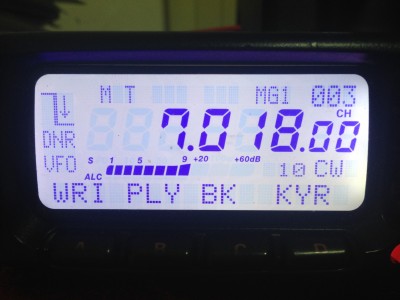 MT MG1 003
CH
7.018.00
DNR
VFO
S 1 5 9 +20 +60dB
ALC 10 CW
WRI PLY BK KYR
A B C D